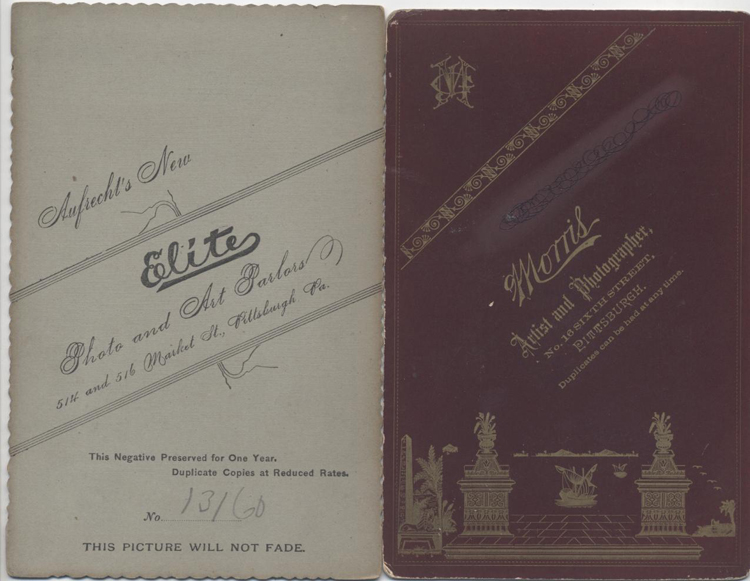 Aufrecht's New
Elite
Photo and Art Parlors
514 and 516 Market St., Pittsburgh Pa.
This Negative Preserved for One Year.
Duplicate Copies at Reduced Rates.
No 13160
THIS PICTURE WILL NOT FADE.
Morris
Artist and Photographer,
No. 16 SIXTH STREET,
PITTSBURGH.
Duplicates can be had at any time.